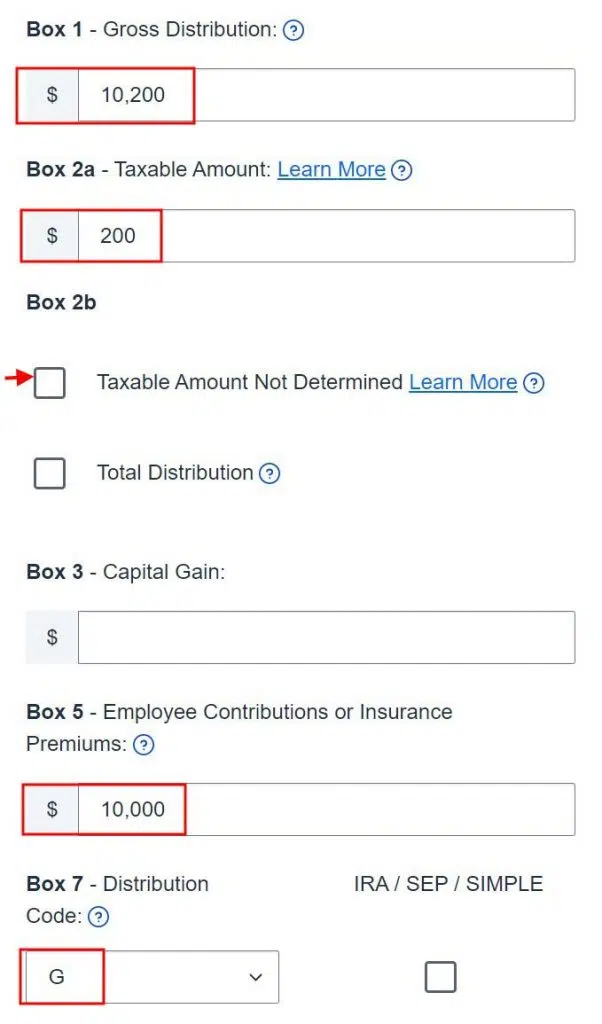 Box 1 - Gross Distribution: ?
$ 10,200
Box 2a - Taxable Amount: Learn More ?
$ 200
Box 2b
Taxable Amount Not Determined Learn More ?
Total Distribution ?
Box 3 - Capital Gain:
$
Box 5 - Employee Contributions or Insurance
Premiums: ?
$ 10,000
Box 7 - Distribution
Code: ?
IRA / SEP / SIMPLE
G